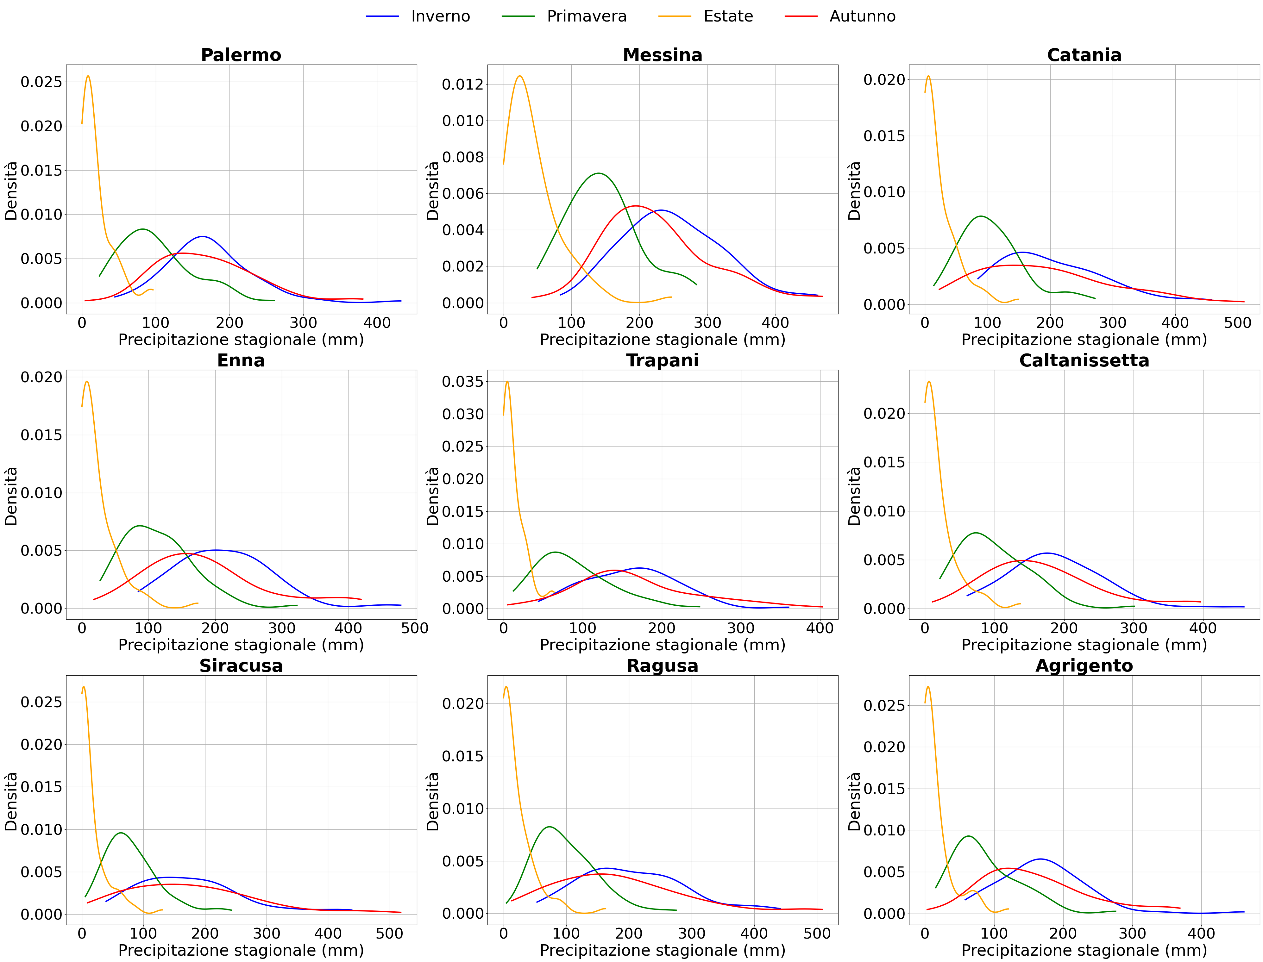 Inverno Primavera Estate Autunno
Palermo Messina Catania
Densità
0.025
0.020
0.015
0.010
0.005
0.000
0 100 200 300 400
Precipitazione stagionale (mm)
Densità
0.012
0.010
0.008
0.006
0.004
0.002
0.000
0 100 200 300 400
Precipitazione stagionale (mm)
Densità
0.020
0.015
0.010
0.005
0.000
0 100 200 300 400 500
Precipitazione stagionale (mm)
Enna Trapani Caltanissetta
Densità
0.020
0.015
0.010
0.005
0.000
0 100 200 300 400 500
Precipitazione stagionale (mm)
Densità
0.035
0.030
0.025
0.020
0.015
0.010
0.005
0.000
0 100 200 300 400
Precipitazione stagionale (mm)
Densità
0.020
0.015
0.010
0.005
0.000
0 100 200 300 400
Precipitazione stagionale (mm)
Siracusa Ragusa Agrigento
Densità
0.025
0.020
0.015
0.010
0.005
0.000
0 100 200 300 400 500
Precipitazione stagionale (mm)
Densità
0.020
0.015
0.010
0.005
0.000
0 100 200 300 400 500
Precipitazione stagionale (mm)
Densità
0.025
0.020
0.015
0.010
0.005
0.000
0 100 200 300 400
Precipitazione stagionale (mm)